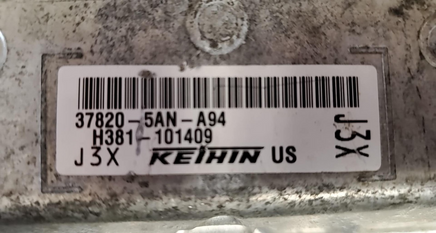 37820-5AN-A94
H381-101409
J3X KEIHIN US
J3X